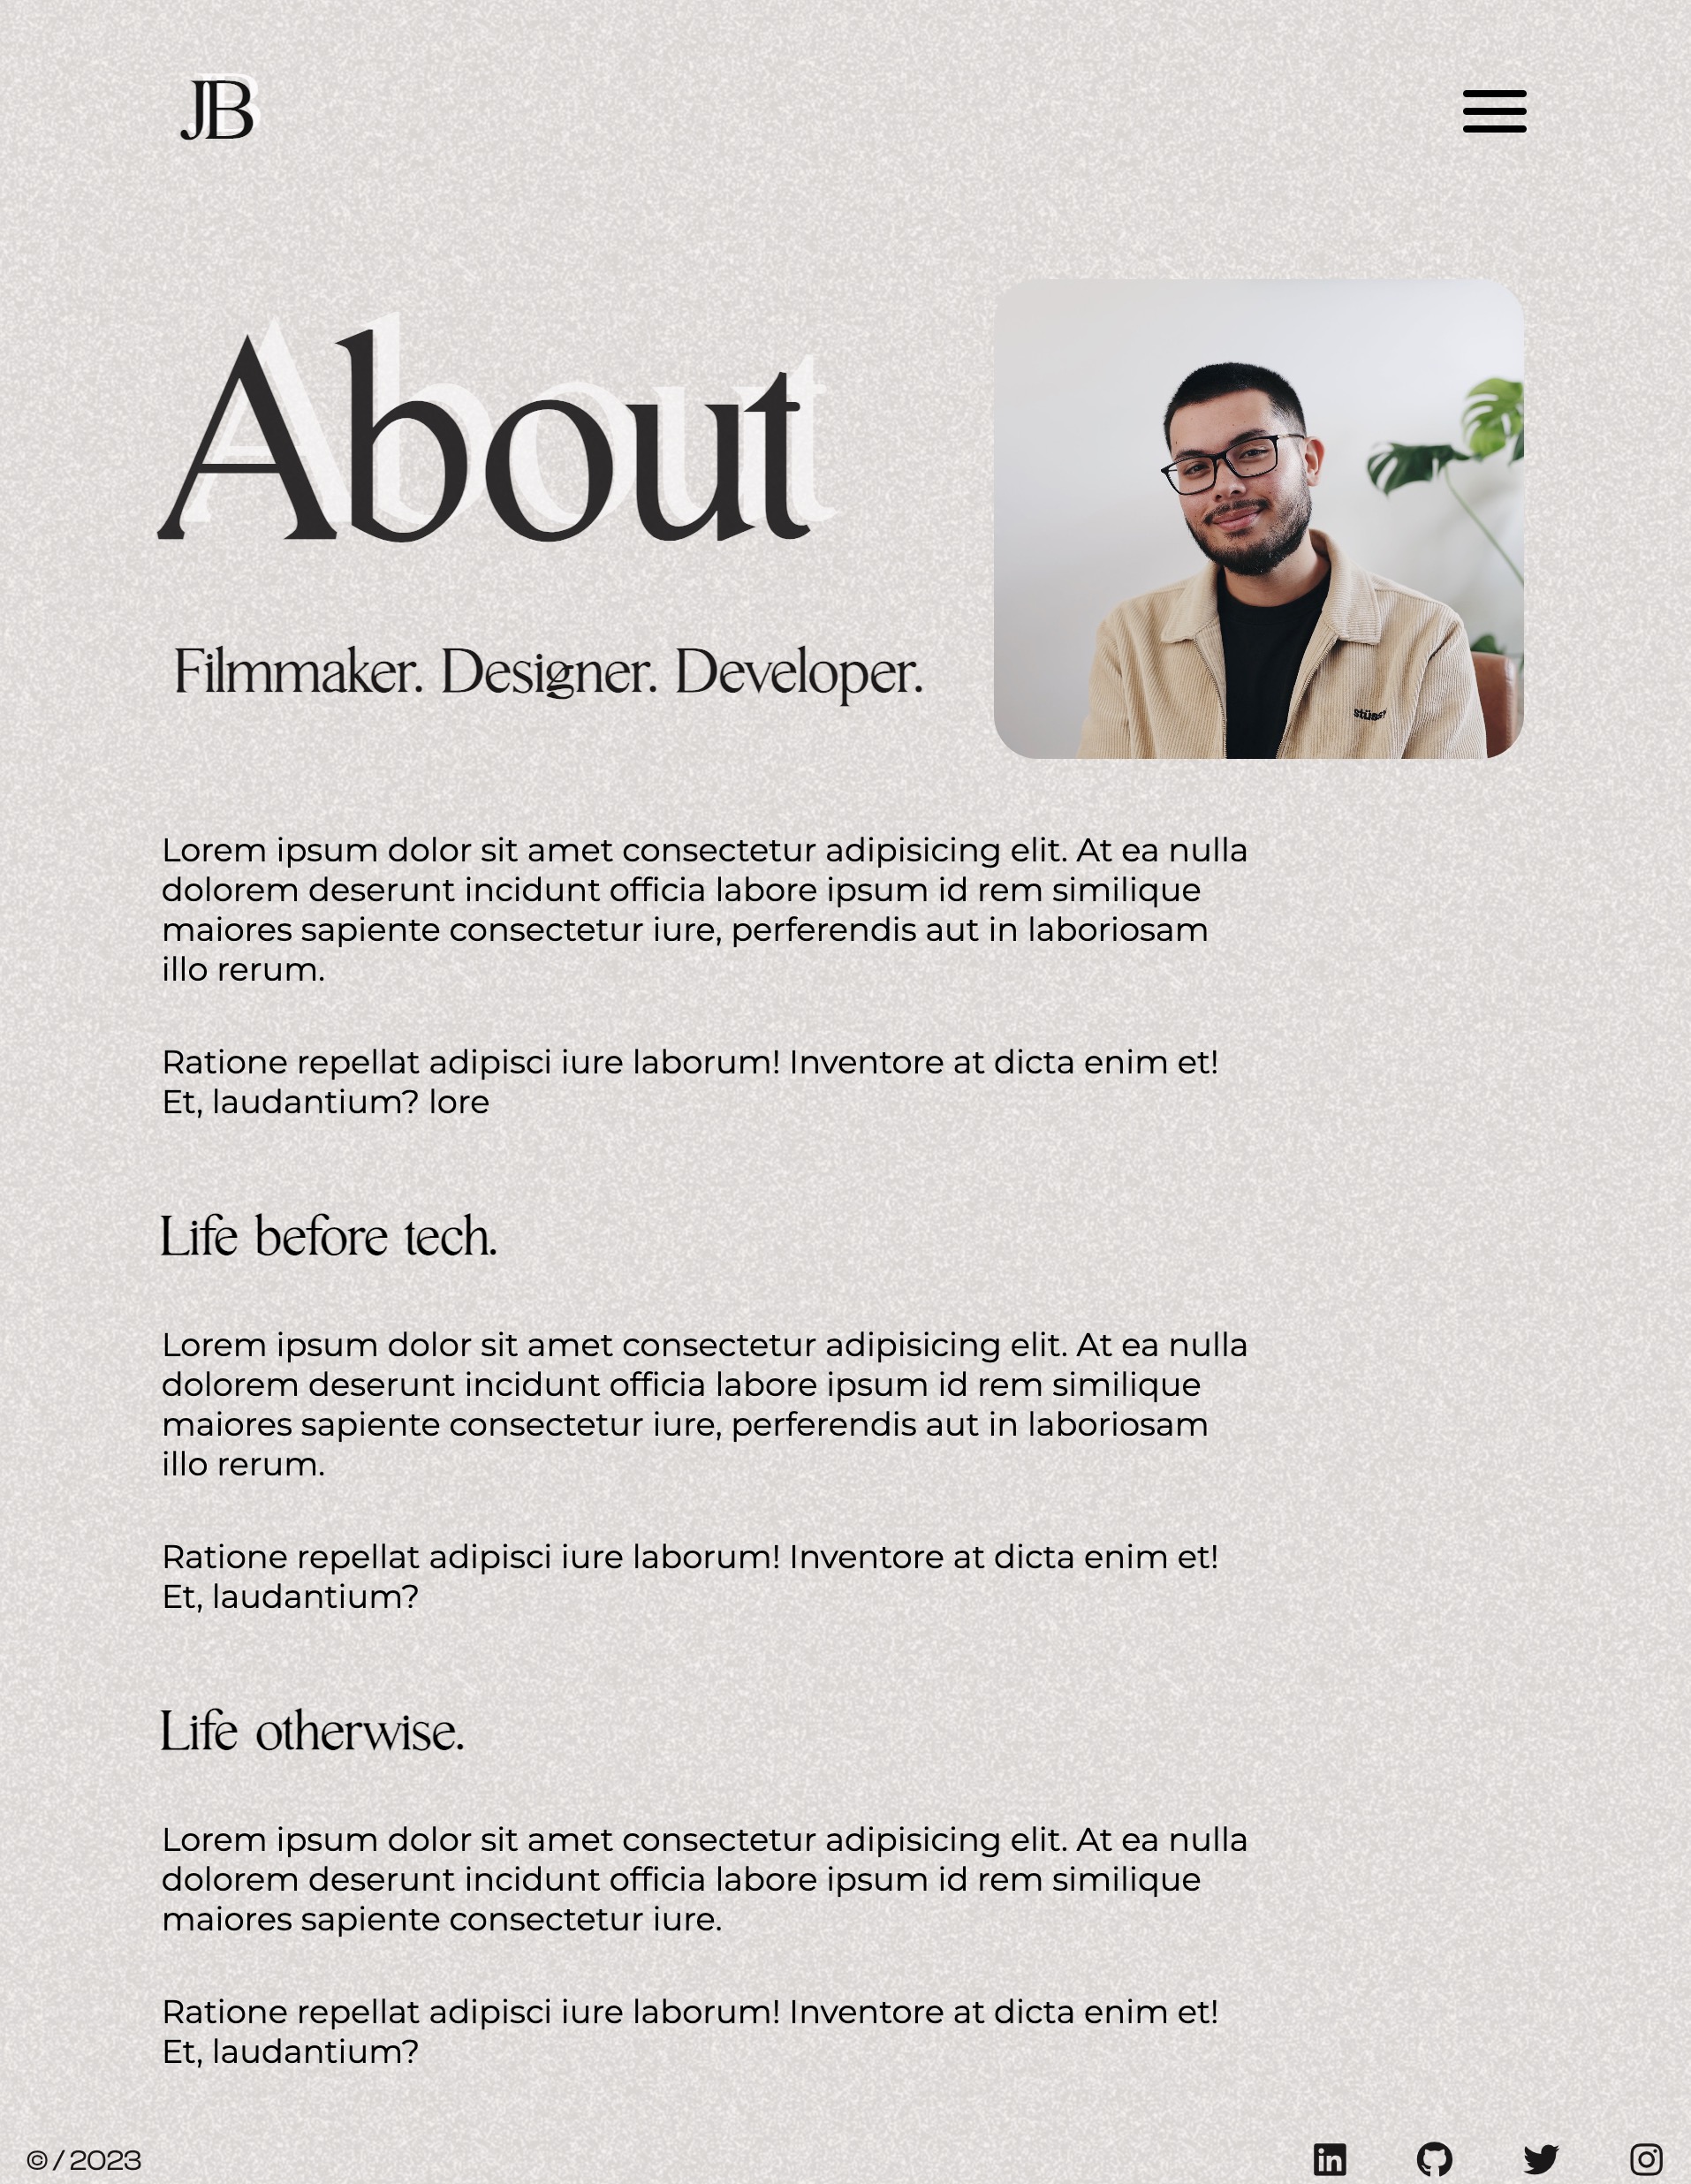 JB
About
Filmmaker. Designer. Developer.
stüssy
Lorem ipsum dolor sit amet consectetur adipisicing elit. At ea nulla
dolorem deserunt incidunt officia labore ipsum id rem similique
maiores sapiente consectetur iure, perferendis aut in laboriosam
illo rerum.
Ratione repellat adipisci iure laborum! Inventore at dicta enim et!
Et, laudantium? lore
Life before tech.
Lorem ipsum dolor sit amet consectetur adipisicing elit. At ea nulla
dolorem deserunt incidunt officia labore ipsum id rem similique
maiores sapiente consectetur iure, perferendis aut in laboriosam
illo rerum.
Ratione repellat adipisci iure laborum! Inventore at dicta enim et!
Et, laudantium?
Life otherwise.
Lorem ipsum dolor sit amet consectetur adipisicing elit. At ea nulla
dolorem deserunt incidunt officia labore ipsum id rem similique
maiores sapiente consectetur iure.
Ratione repellat adipisci iure laborum! Inventore at dicta enim et!
Et, laudantium?
© / 2023
in